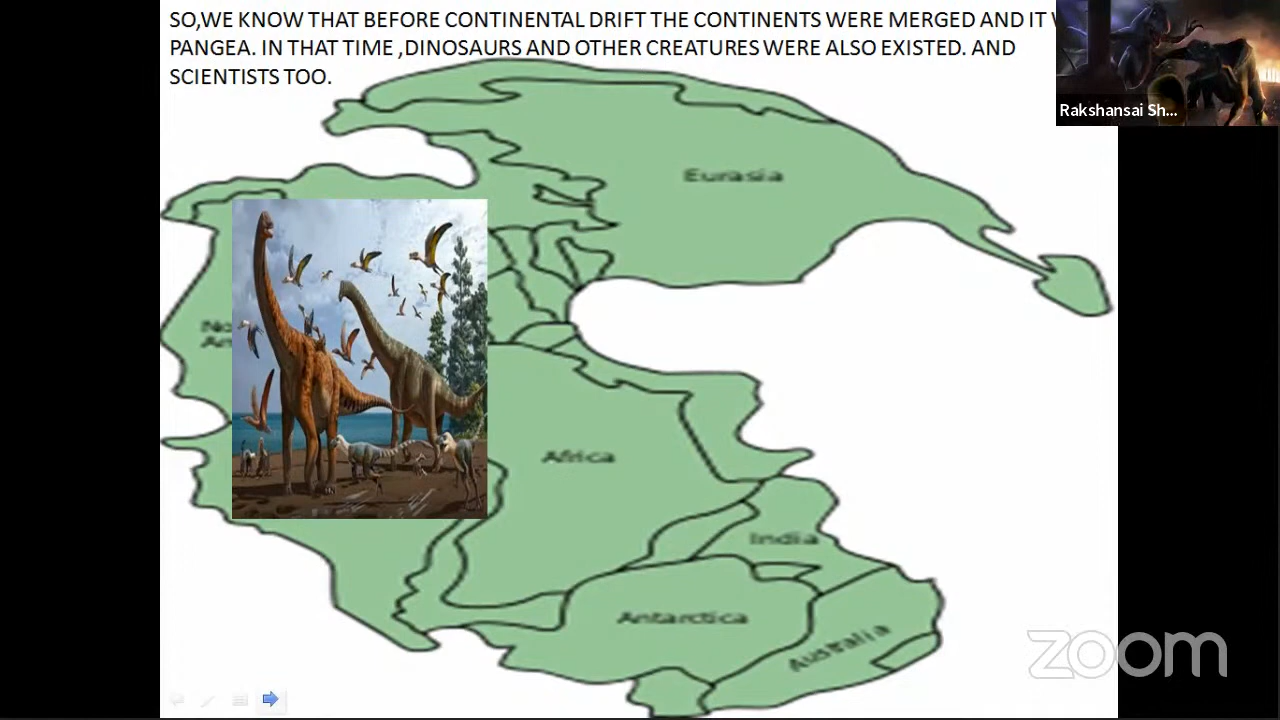 SO,WE KNOW THAT BEFORE CONTINENTAL DRIFT THE CONTINENTS WERE MERGED AND IT
PANGEA. IN THAT TIME ,DINOSAURS AND OTHER CREATURES WERE ALSO EXISTED. AND
SCIENTISTS TOO.
Rakshansai Sh...
Eurasia
Africa
India
Antarctica
Australia
zoom